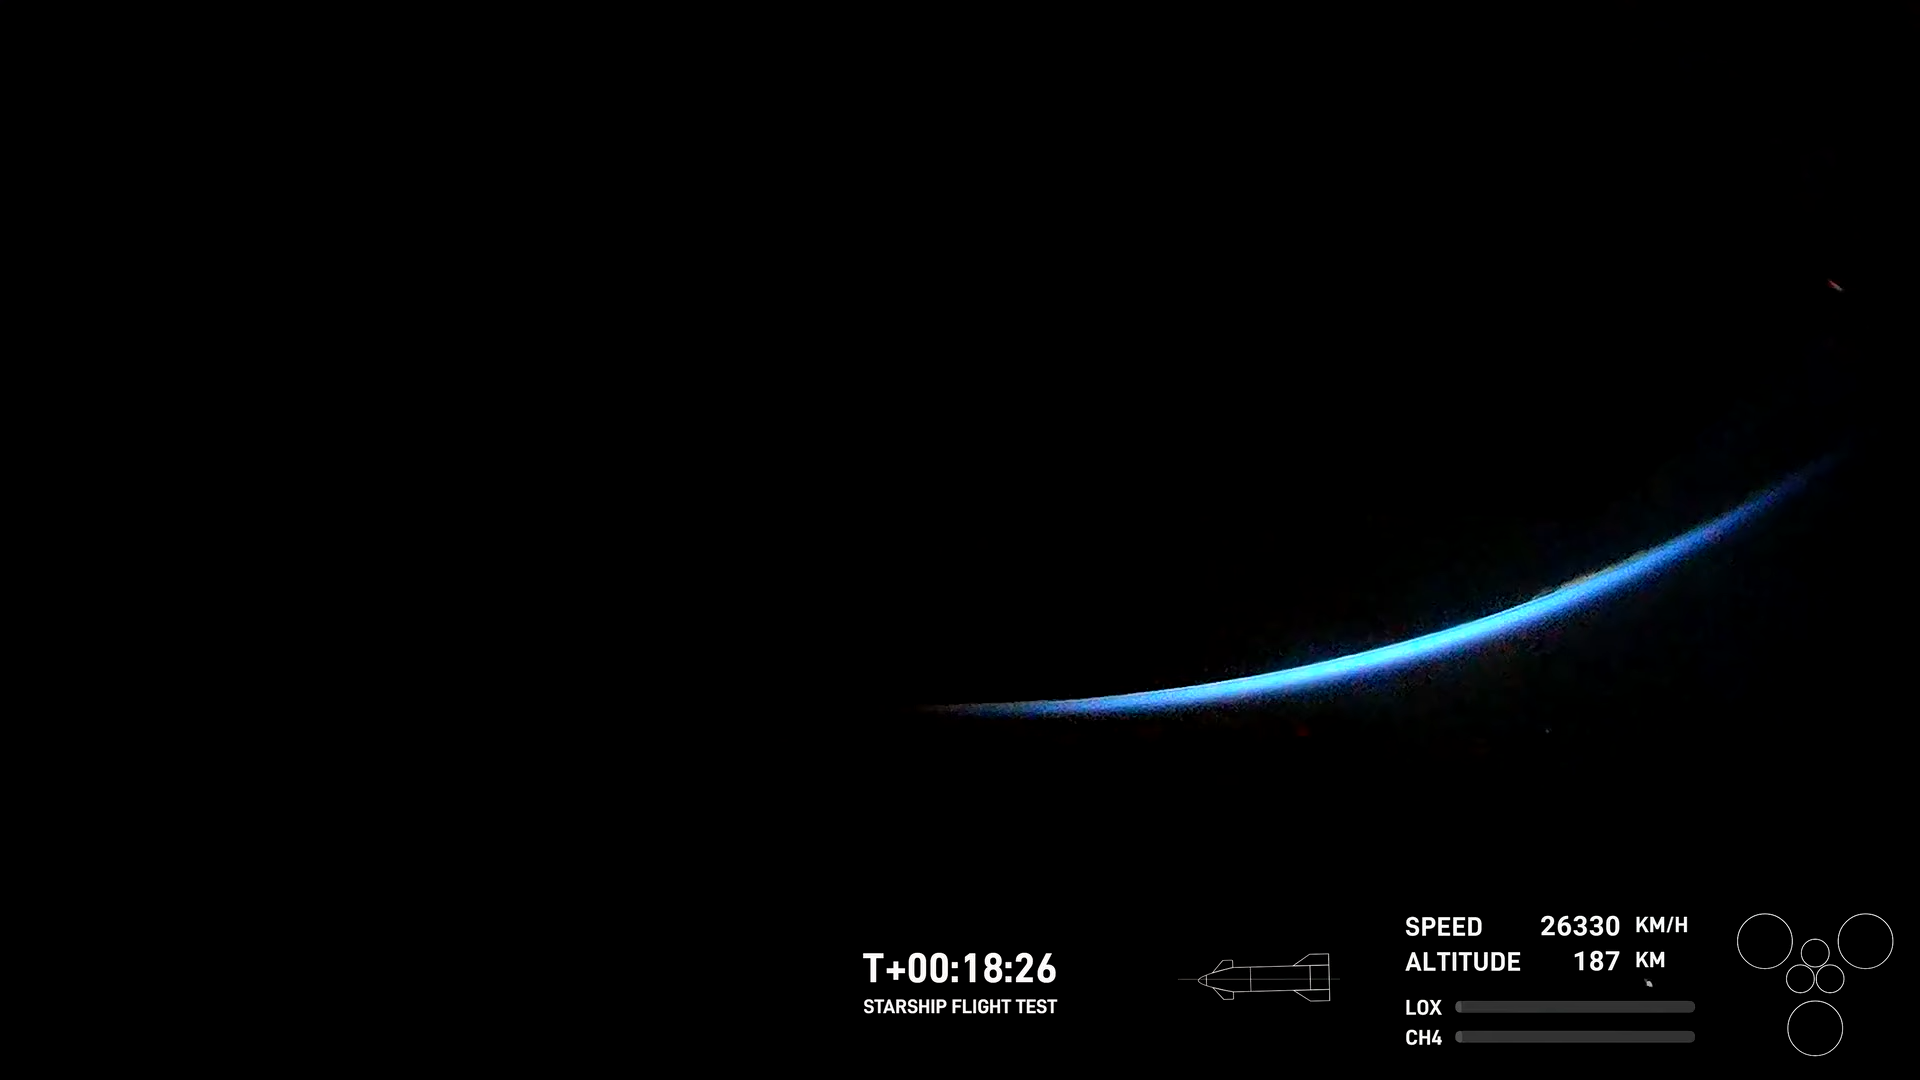 T+00:18:26
STARSHIP FLIGHT TEST
SPEED 26330 KM/H
ALTITUDE 187 KM
LOX
CH4